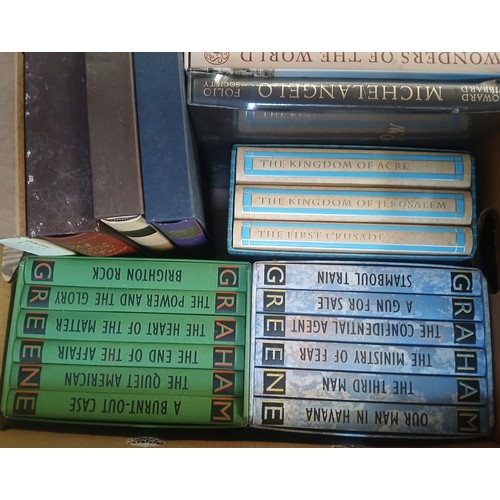 WONDERS OF THE WORLD
FOLIO SOCIETY MICHELANGELO HOWARD HIBBARD
THE KINGDOM OF ACRE
THE KINGDOM OF JERUSALEM
THE FIRST CRUSADE
GRAHAM
GREENE
BRIGHTON ROCK
THE POWER AND THE GLORY
THE HEART OF THE MATTER
THE END OF THE AFFAIR
THE QUIET AMERICAN
A BURNT-OUT CASE
GRAHAM
GREENE
STAMBOUL TRAIN
A GUN FOR SALE
THE CONFIDENTIAL AGENT
THE MINISTRY OF FEAR
THE THIRD MAN
OUR MAN IN HAVANA